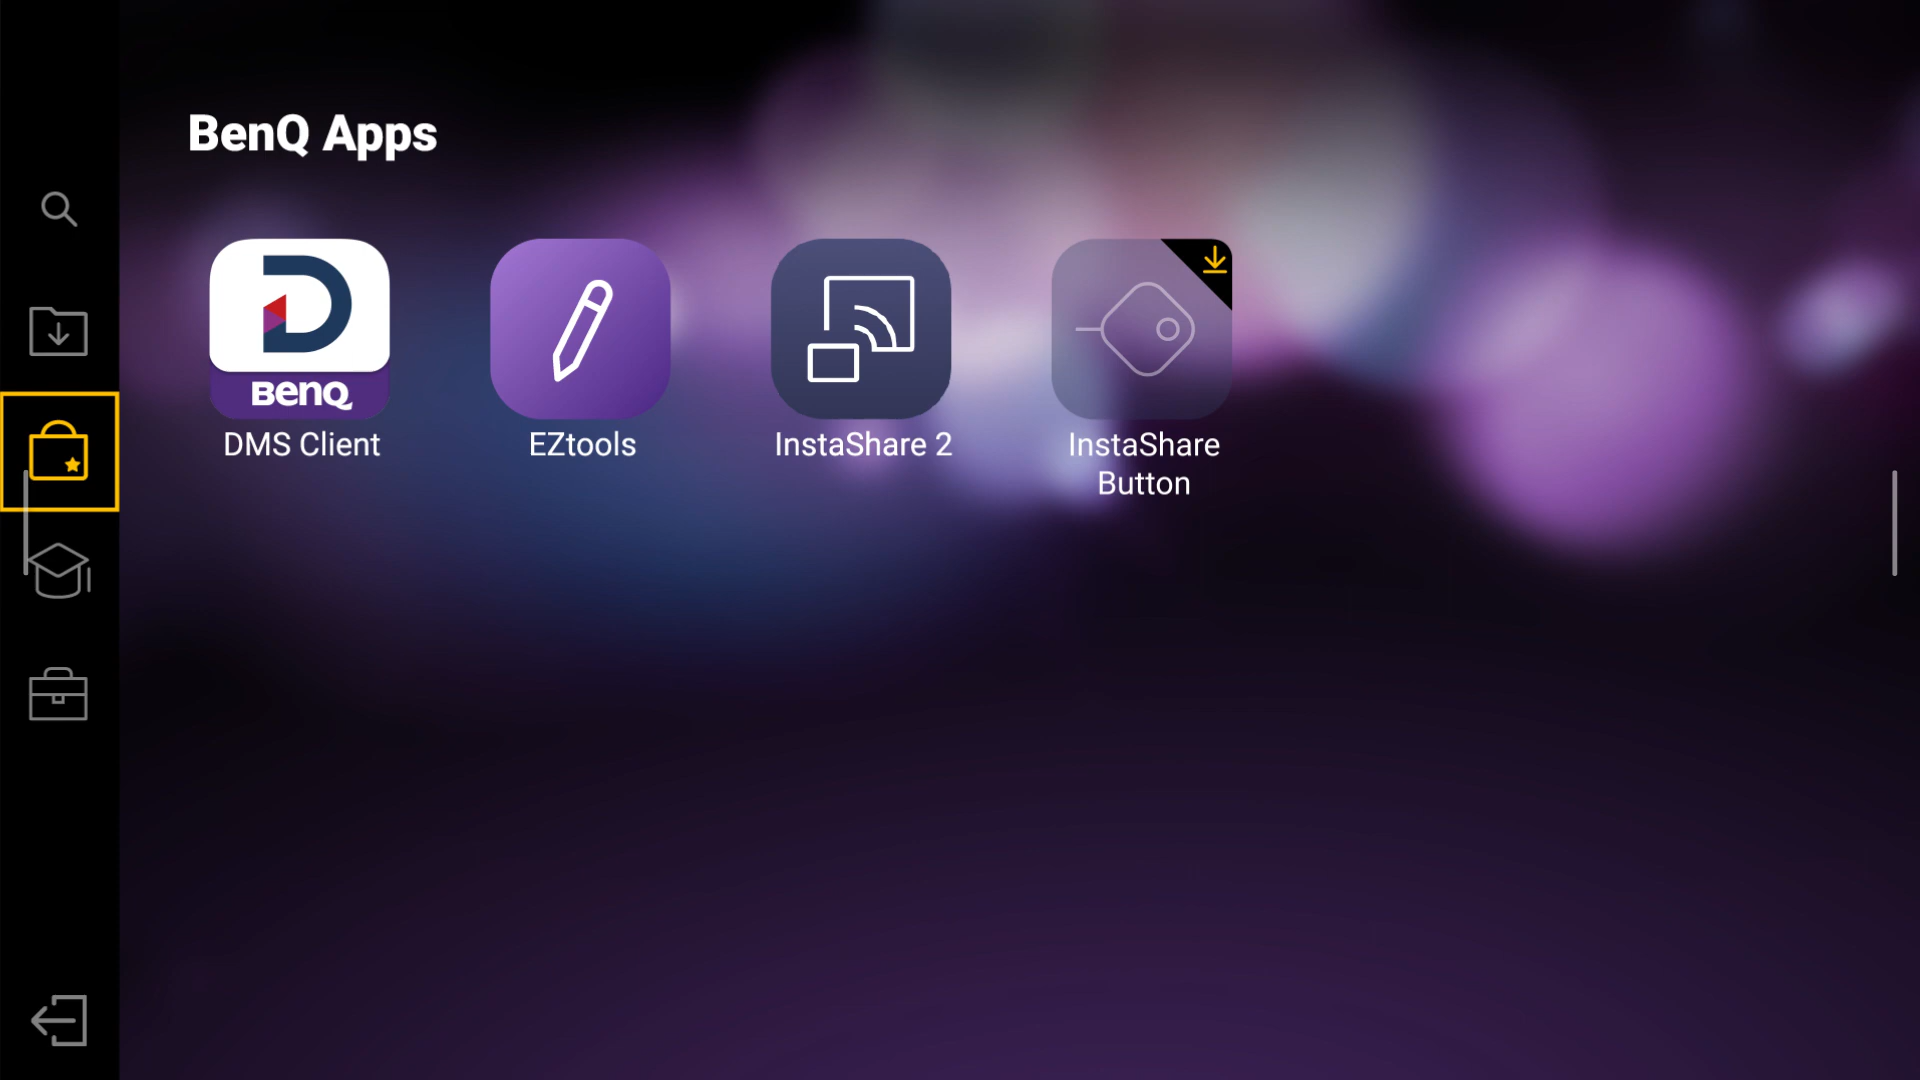 BenQ Apps
BenQ
DMS Client
EZtools
InstaShare 2
InstaShare
Button